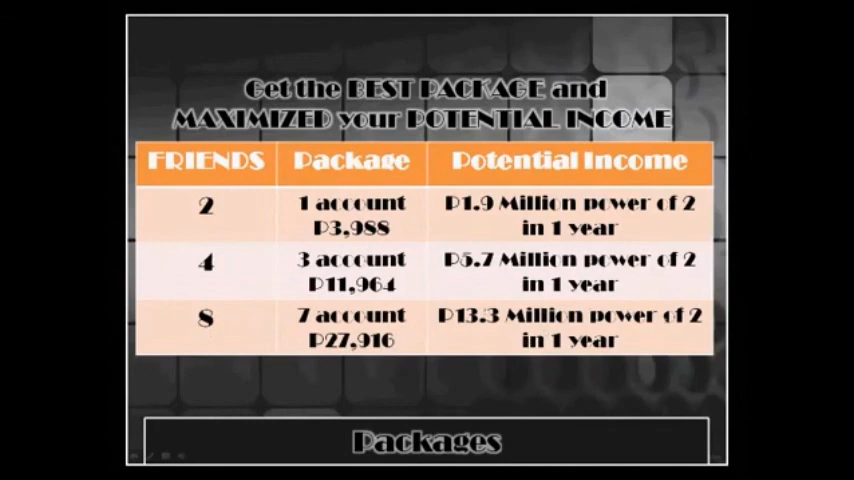 Get the BEST PACKAGE and
MAXIMIZED your POTENTIAL INCOME
FRIENDS Package Potential Income
2 1 account P1.9 Million power of 2
P3,988 in 1 year
4 3 account P5.7 Million power of 2
P11,964 in 1 year
8 7 account P13.3 Million power of 2
P27,916 in 1 year
Packages